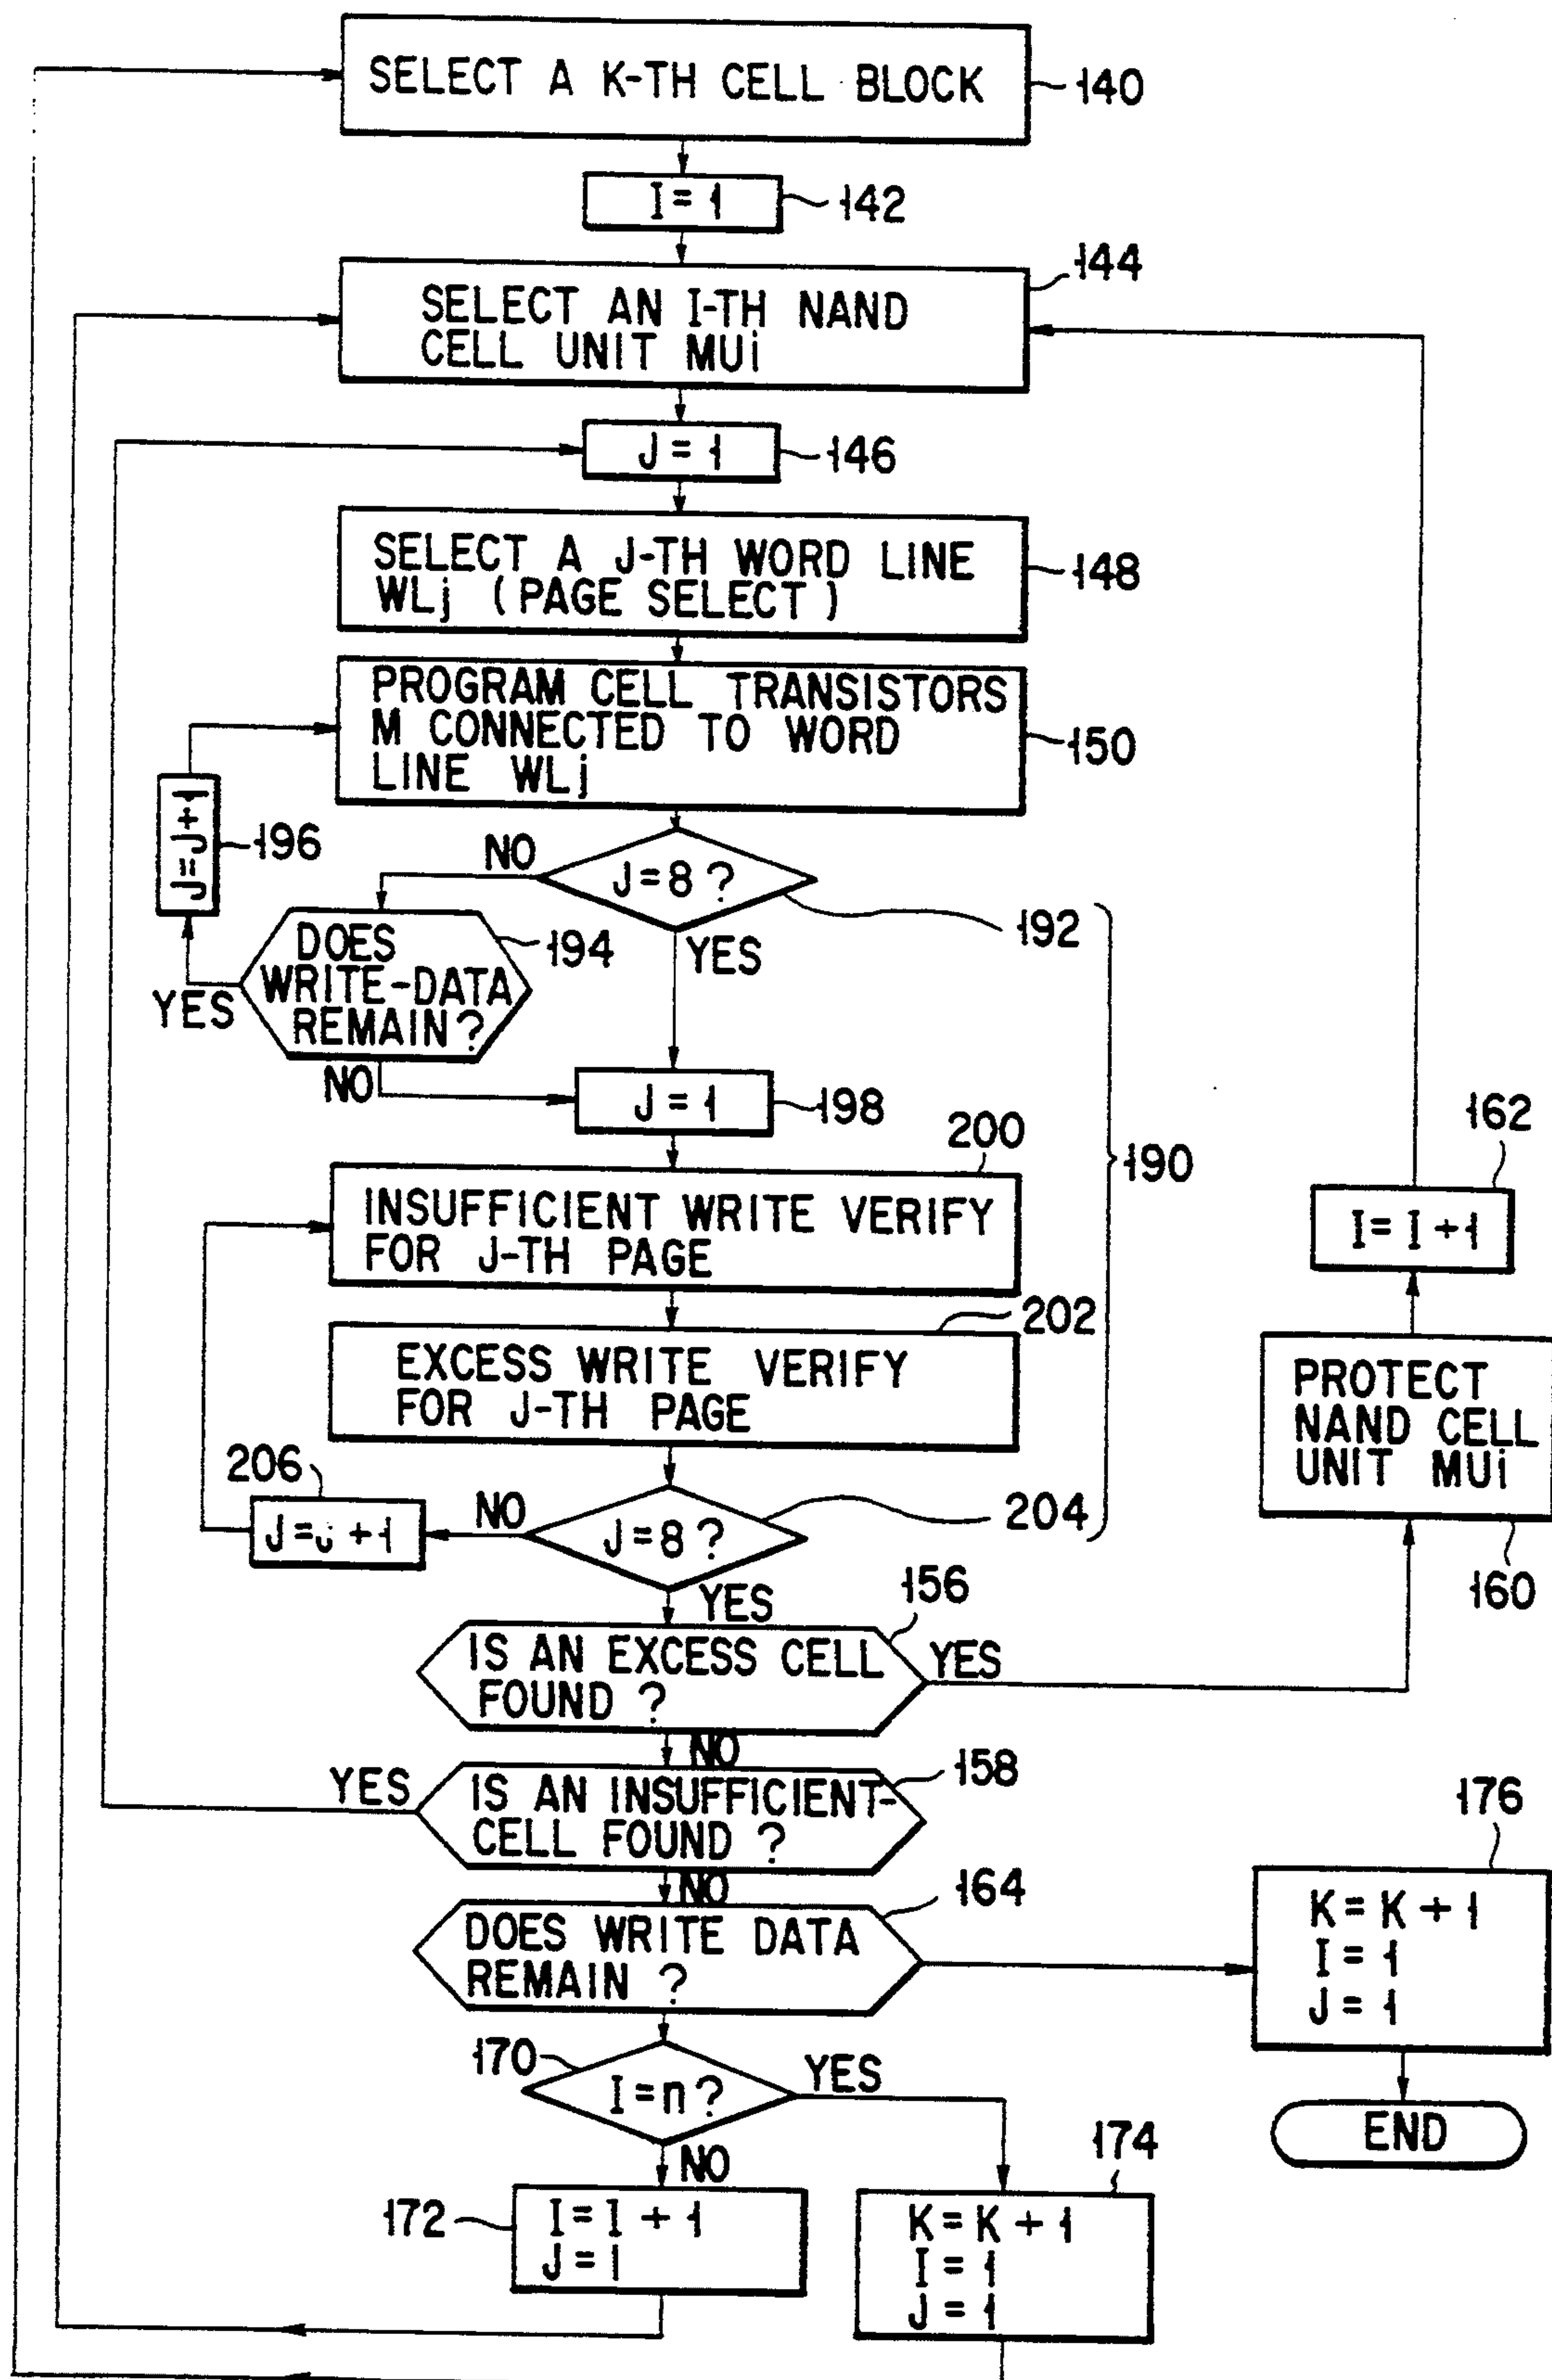 SELECT A K-TH CELL BLOCK
140
I = 1
142
144
SELECT AN I-TH NAND
CELL UNIT MUi
J = 1
146
SELECT A J-TH WORD LINE
WLj (PAGE SELECT)
148
PROGRAM CELL TRANSISTORS
M CONNECTED TO WORD
LINE WLj
150
J=J+1
196
NO
J=8?
192
YES
DOES
WRITE-DATA
REMAIN?
194
YES
NO
J = 1
198
200
INSUFFICIENT WRITE VERIFY
FOR J-TH PAGE
190
162
I = I + 1
202
EXCESS WRITE VERIFY
FOR J-TH PAGE
PROTECT
NAND CELL
UNIT MUi
160
206
J = J + 1
NO
J=8?
204
YES
156
IS AN EXCESS CELL
FOUND ?
YES
NO
158
YES
IS AN INSUFFICIENT-
CELL FOUND ?
NO
164
DOES WRITE DATA
REMAIN ?
176
K = K + 1
I = 1
J = 1
END
170
I = n?
YES
NO
172
I = I + 1
J = 1
174
K = K + 1
I = 1
J = 1